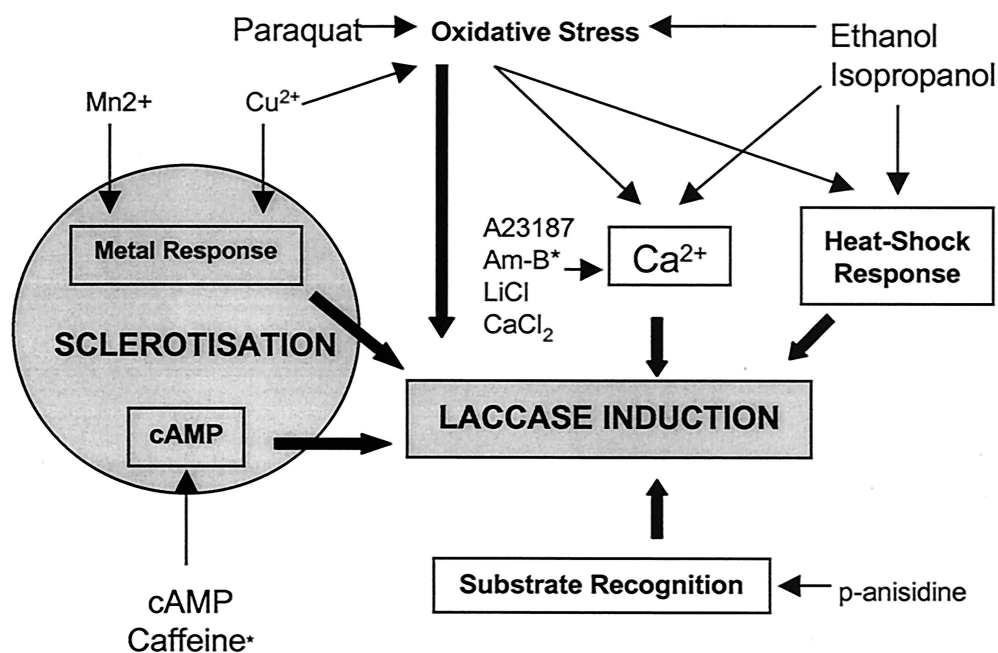 Paraquat
Oxidative Stress
Ethanol
Isopropanol
Mn2+
Cu²⁺
Metal Response
A23187
Am-B*
LiCl
CaCl₂
Ca²⁺
Heat-Shock
Response
SCLEROTISATION
LACCASE INDUCTION
cAMP
Substrate Recognition
p-anisidine
cAMP
Caffeine*